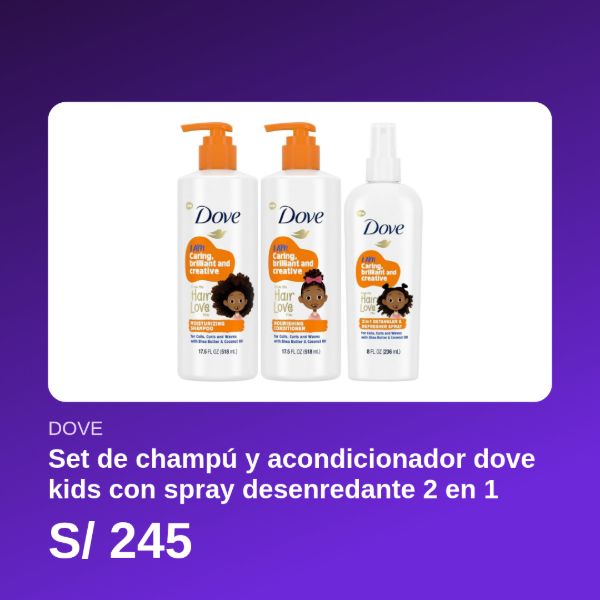 Dove
I AM
Caring,
brilliant and
creative
Hair
Love
MOISTURIZING
SHAMPOO
For Coils, Curls and Waves
with Shea Butter & Coconut Oil
17.5 FL OZ (518 mL)
Dove
I AM
Caring,
brilliant and
creative
Hair
Love
NOURISHING
CONDITIONER
For Coils, Curls and Waves
with Shea Butter & Coconut Oil
17.5 FL OZ (518 mL)
Dove
I AM
Caring,
brilliant and
creative
Hair
Love
2 in 1 DETANGLER &
REFRESHER SPRAY
For Coils, Curls and Waves
with Shea Butter & Coconut Oil
8 FL OZ (236 mL)
DOVE
Set de champú y acondicionador dove
kids con spray desenredante 2 en 1
S/ 245